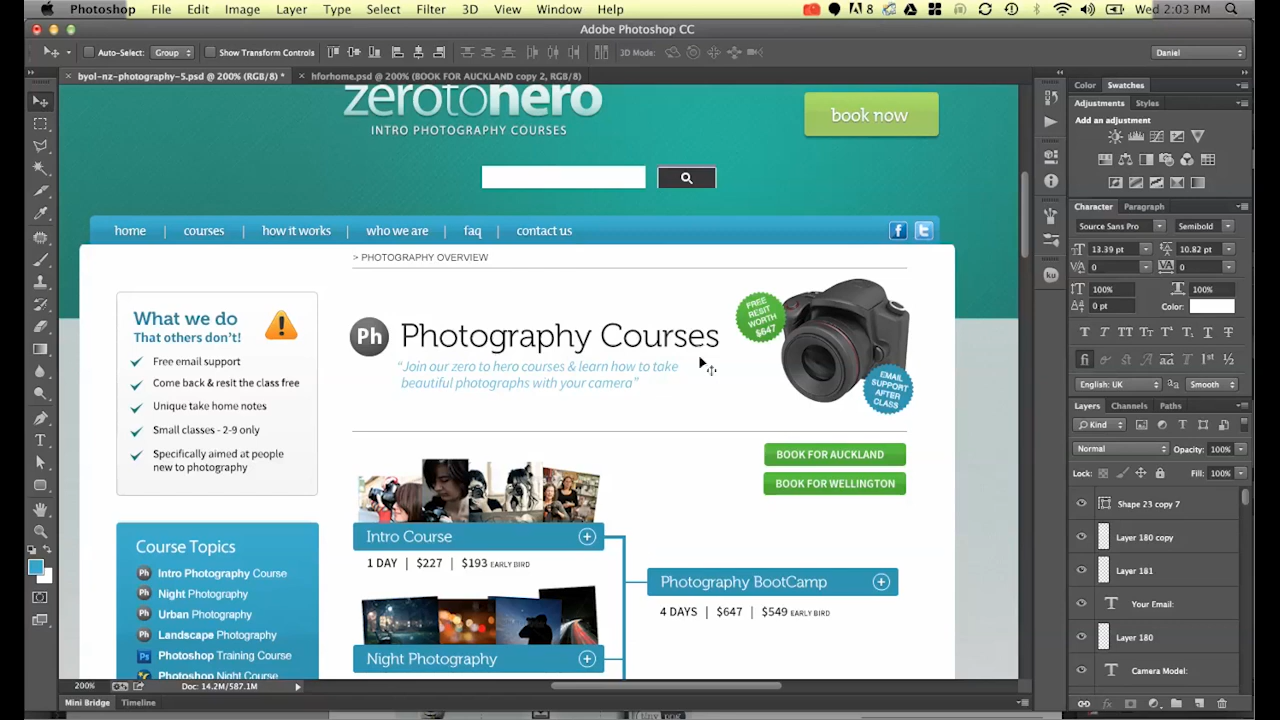 Photoshop File Edit Image Layer Type Select Filter 3D View Window Help 8 Wed 2:03 PM
Adobe Photoshop CC
Auto-Select: Group Show Transform Controls 3D Mode: Daniel
byol-nz-photography-5.psd @ 200% (RGB/8) * hforhome.psd @ 200% (BOOK FOR AUCKLAND copy 2, RGB/8)
zerotonero
INTRO PHOTOGRAPHY COURSES
book now
home | courses | how it works | who we are | faq | contact us
> PHOTOGRAPHY OVERVIEW
What we do
That others don't!
Free email support
Come back & resit the class free
Unique take home notes
Small classes - 2-9 only
Specifically aimed at people
new to photography
Ph Photography Courses
“Join our zero to hero courses & learn how to take
beautiful photographs with your camera”
FREE
RESIT
WORTH
$647
EMAIL
SUPPORT
AFTER
CLASS
BOOK FOR AUCKLAND
BOOK FOR WELLINGTON
Intro Course
1 DAY | $227 | $193 EARLY BIRD
Photography BootCamp
4 DAYS | $647 | $549 EARLY BIRD
Night Photography
Course Topics
Ph Intro Photography Course
Ph Night Photography
Ph Urban Photography
Ph Landscape Photography
Ps Photoshop Training Course
Photoshop Night Course
200% Doc: 14.2M/587.1M
Mini Bridge Timeline
Color Swatches
Adjustments Styles
Add an adjustment
Character Paragraph
Source Sans Pro Semibold
13.39 pt 10.82 pt
0 0
100% 100%
0 pt Color:
English: UK Smooth
Layers Channels Paths
Kind
Normal Opacity: 100%
Lock: Fill: 100%
Shape 23 copy 7
Layer 180 copy
Layer 181
Your Email:
Layer 180
Camera Model: